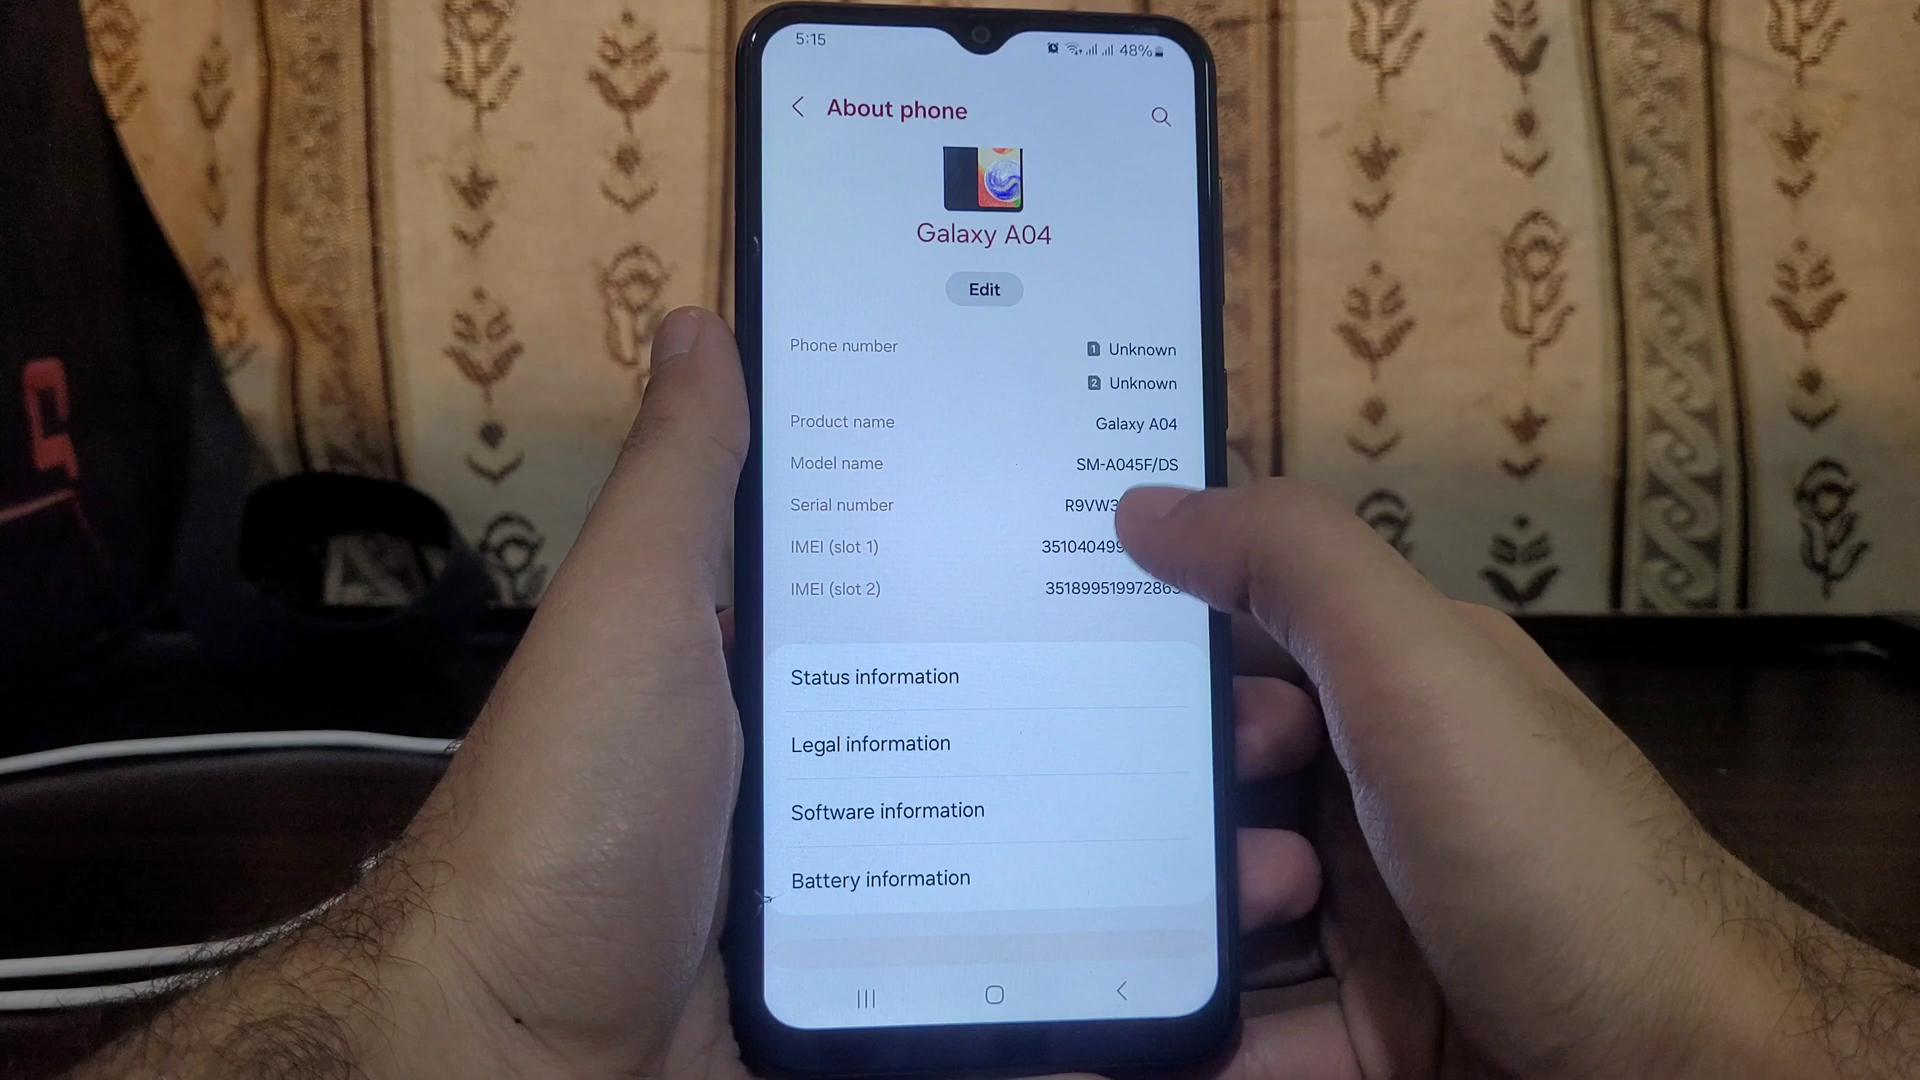 5:15
48%
About phone
Galaxy A04
Edit
Phone number
1 Unknown
2 Unknown
Product name Galaxy A04
Model name SM-A045F/DS
Serial number R9VW3
IMEI (slot 1) 351040499
IMEI (slot 2) 35189951997286
Status information
Legal information
Software information
Battery information